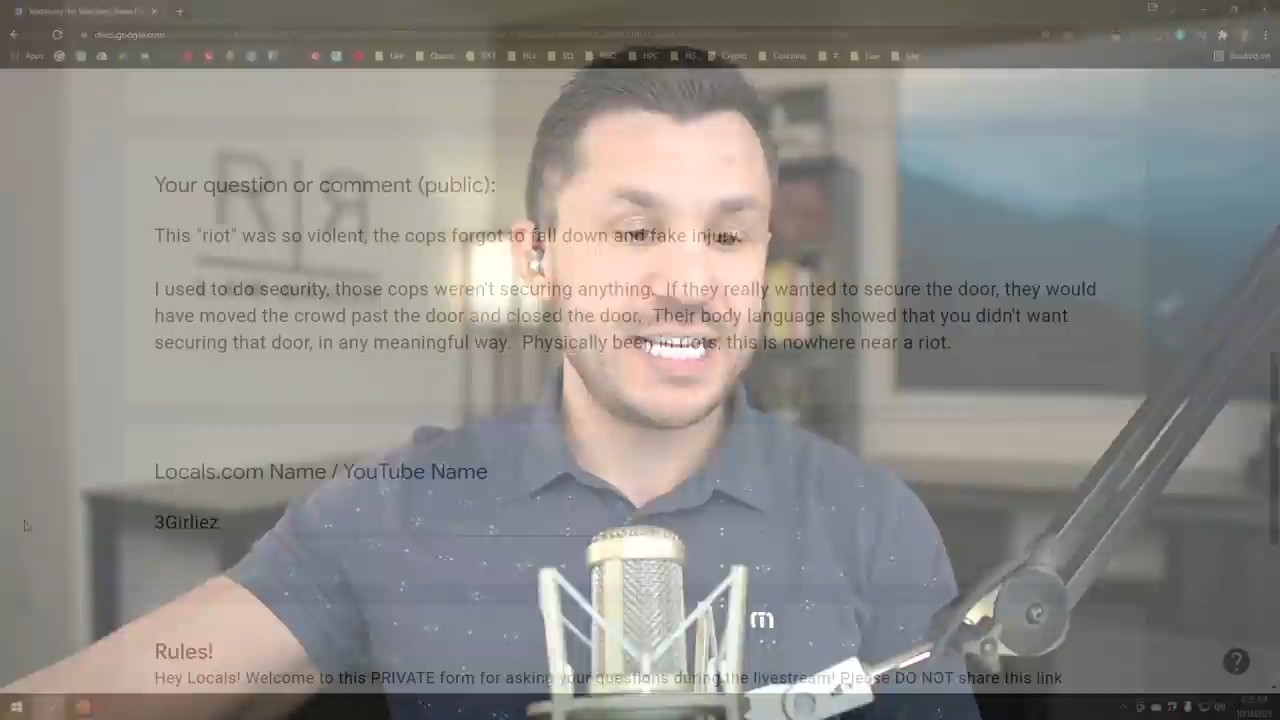 docs.google.com
Apps
Crypto
Your question or comment (public):
This "riot" was so violent, the cops forgot to fall down and fake injury.
I used to do security, those cops weren't securing anything. If they really wanted to secure the door, they would
have moved the crowd past the door and closed the door. Their body language showed that you didn't want
securing that door, in any meaningful way. Physically been in riots, this is nowhere near a riot.
Locals.com Name / YouTube Name
3Girliez
Rules!
Hey Locals! Welcome to this PRIVATE form for asking your questions during the livestream! Please DO NOT share this link